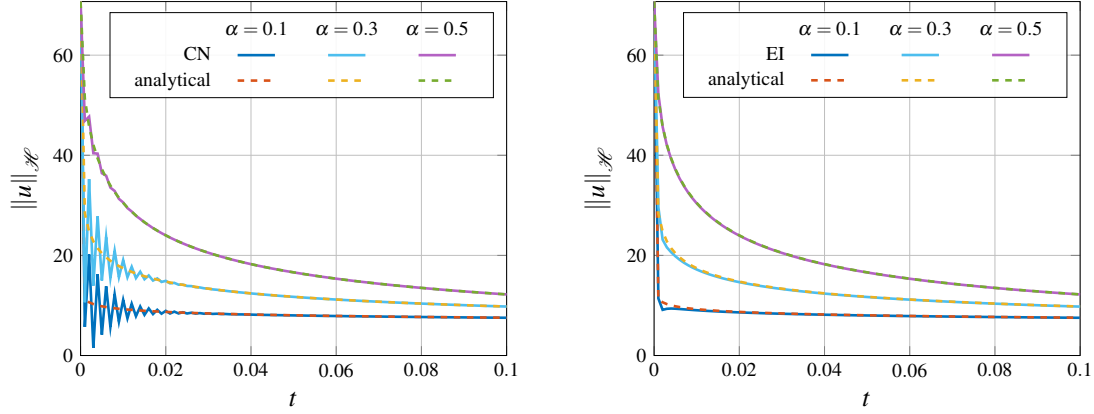 α = 0.1 α = 0.3 α = 0.5
CN
analytical
60
40
20
0
||u||ℋ
0 0.02 0.04 0.06 0.08 0.1
t
α = 0.1 α = 0.3 α = 0.5
EI
analytical
60
40
20
0
||u||ℋ
0 0.02 0.04 0.06 0.08 0.1
t